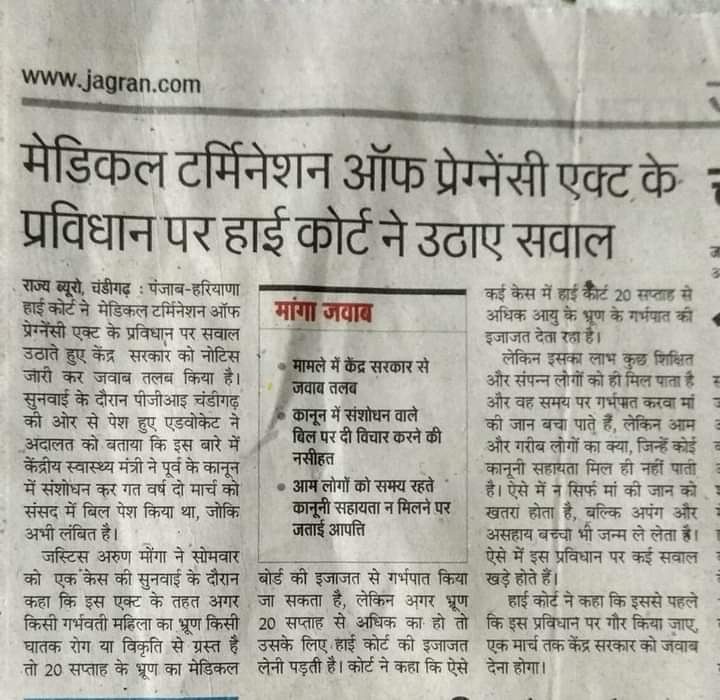 www.jagran.com
मेडिकल टर्मिनेशन ऑफ प्रेग्नेंसी एक्ट के
प्रविधान पर हाई कोर्ट ने उठाए सवाल
राज्य ब्यूरो, चंडीगढ़ : पंजाब-हरियाणा
हाई कोर्ट ने मेडिकल टर्मिनेशन ऑफ
प्रेग्नेंसी एक्ट के प्रविधान पर सवाल
उठाते हुए केंद्र सरकार को नोटिस
जारी कर जवाब तलब किया है।
सुनवाई के दौरान पीजीआइ चंडीगढ़
की ओर से पेश हुए एडवोकेट ने
अदालत को बताया कि इस बारे में
केंद्रीय स्वास्थ्य मंत्री ने पूर्व के कानून
में संशोधन कर गत वर्ष दो मार्च को
संसद में बिल पेश किया था, जोकि
अभी लंबित है।
जस्टिस अरुण मोंगा ने सोमवार
को एक केस की सुनवाई के दौरान
कहा कि इस एक्ट के तहत अगर
किसी गर्भवती महिला का भ्रूण किसी
घातक रोग या विकृति से ग्रस्त है
तो 20 सप्ताह के भ्रूण का मेडिकल
मांगा जवाब
• मामले में केंद्र सरकार से
जवाब तलब
• कानून में संशोधन वाले
बिल पर दी विचार करने की
नसीहत
• आम लोगों को समय रहते
कानूनी सहायता न मिलने पर
जताई आपत्ति
बोर्ड की इजाजत से गर्भपात किया
जा सकता है, लेकिन अगर भ्रूण
20 सप्ताह से अधिक का हो तो
उसके लिए हाई कोर्ट की इजाजत
लेनी पड़ती है। कोर्ट ने कहा कि ऐसे
कई केस में हाई कोर्ट 20 सप्ताह से
अधिक आयु के भ्रूण के गर्भपात की
इजाजत देता रहा है।
लेकिन इसका लाभ कुछ शिक्षित
और संपन्न लोगों को ही मिल पाता है
और वह समय पर गर्भपात करवा मां
की जान बचा पाते हैं, लेकिन आम
और गरीब लोगों का क्या, जिन्हें कोई
कानूनी सहायता मिल ही नहीं पाती
है। ऐसे में न सिर्फ मां की जान को
खतरा होता है, बल्कि अपंग और
असहाय बच्चा भी जन्म ले लेता है।
ऐसे में इस प्रविधान पर कई सवाल
खड़े होते हैं।
हाई कोर्ट ने कहा कि इससे पहले
कि इस प्रविधान पर गौर किया जाए,
एक मार्च तक केंद्र सरकार को जवाब
देना होगा।